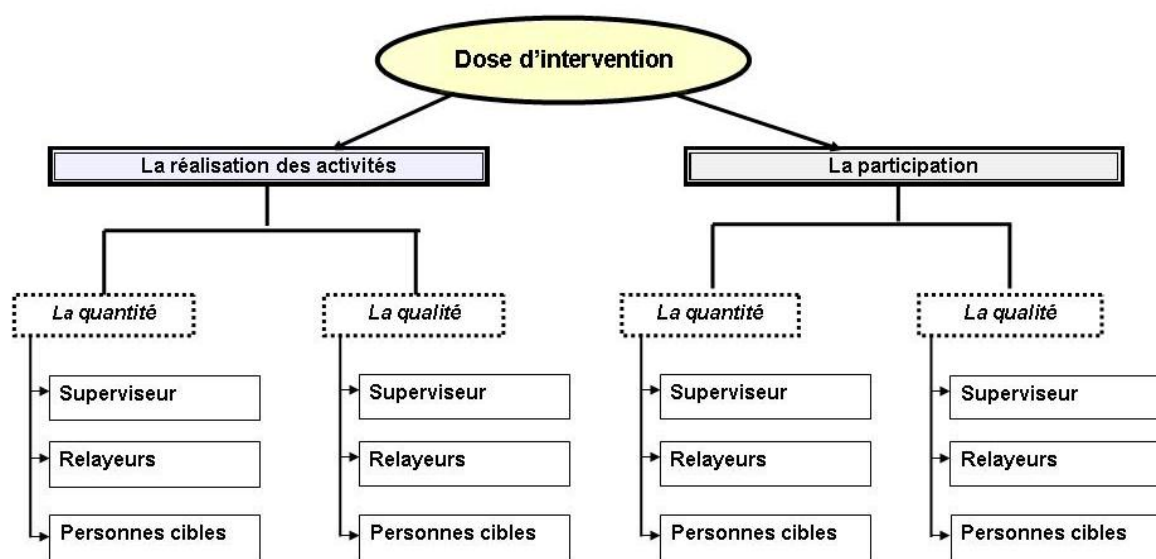 Dose d'intervention
La réalisation des activités
La participation
La quantité
La qualité
La quantité
La qualité
Superviseur
Superviseur
Superviseur
Superviseur
Relayeurs
Relayeurs
Relayeurs
Relayeurs
Personnes cibles
Personnes cibles
Personnes cibles
Personnes cibles